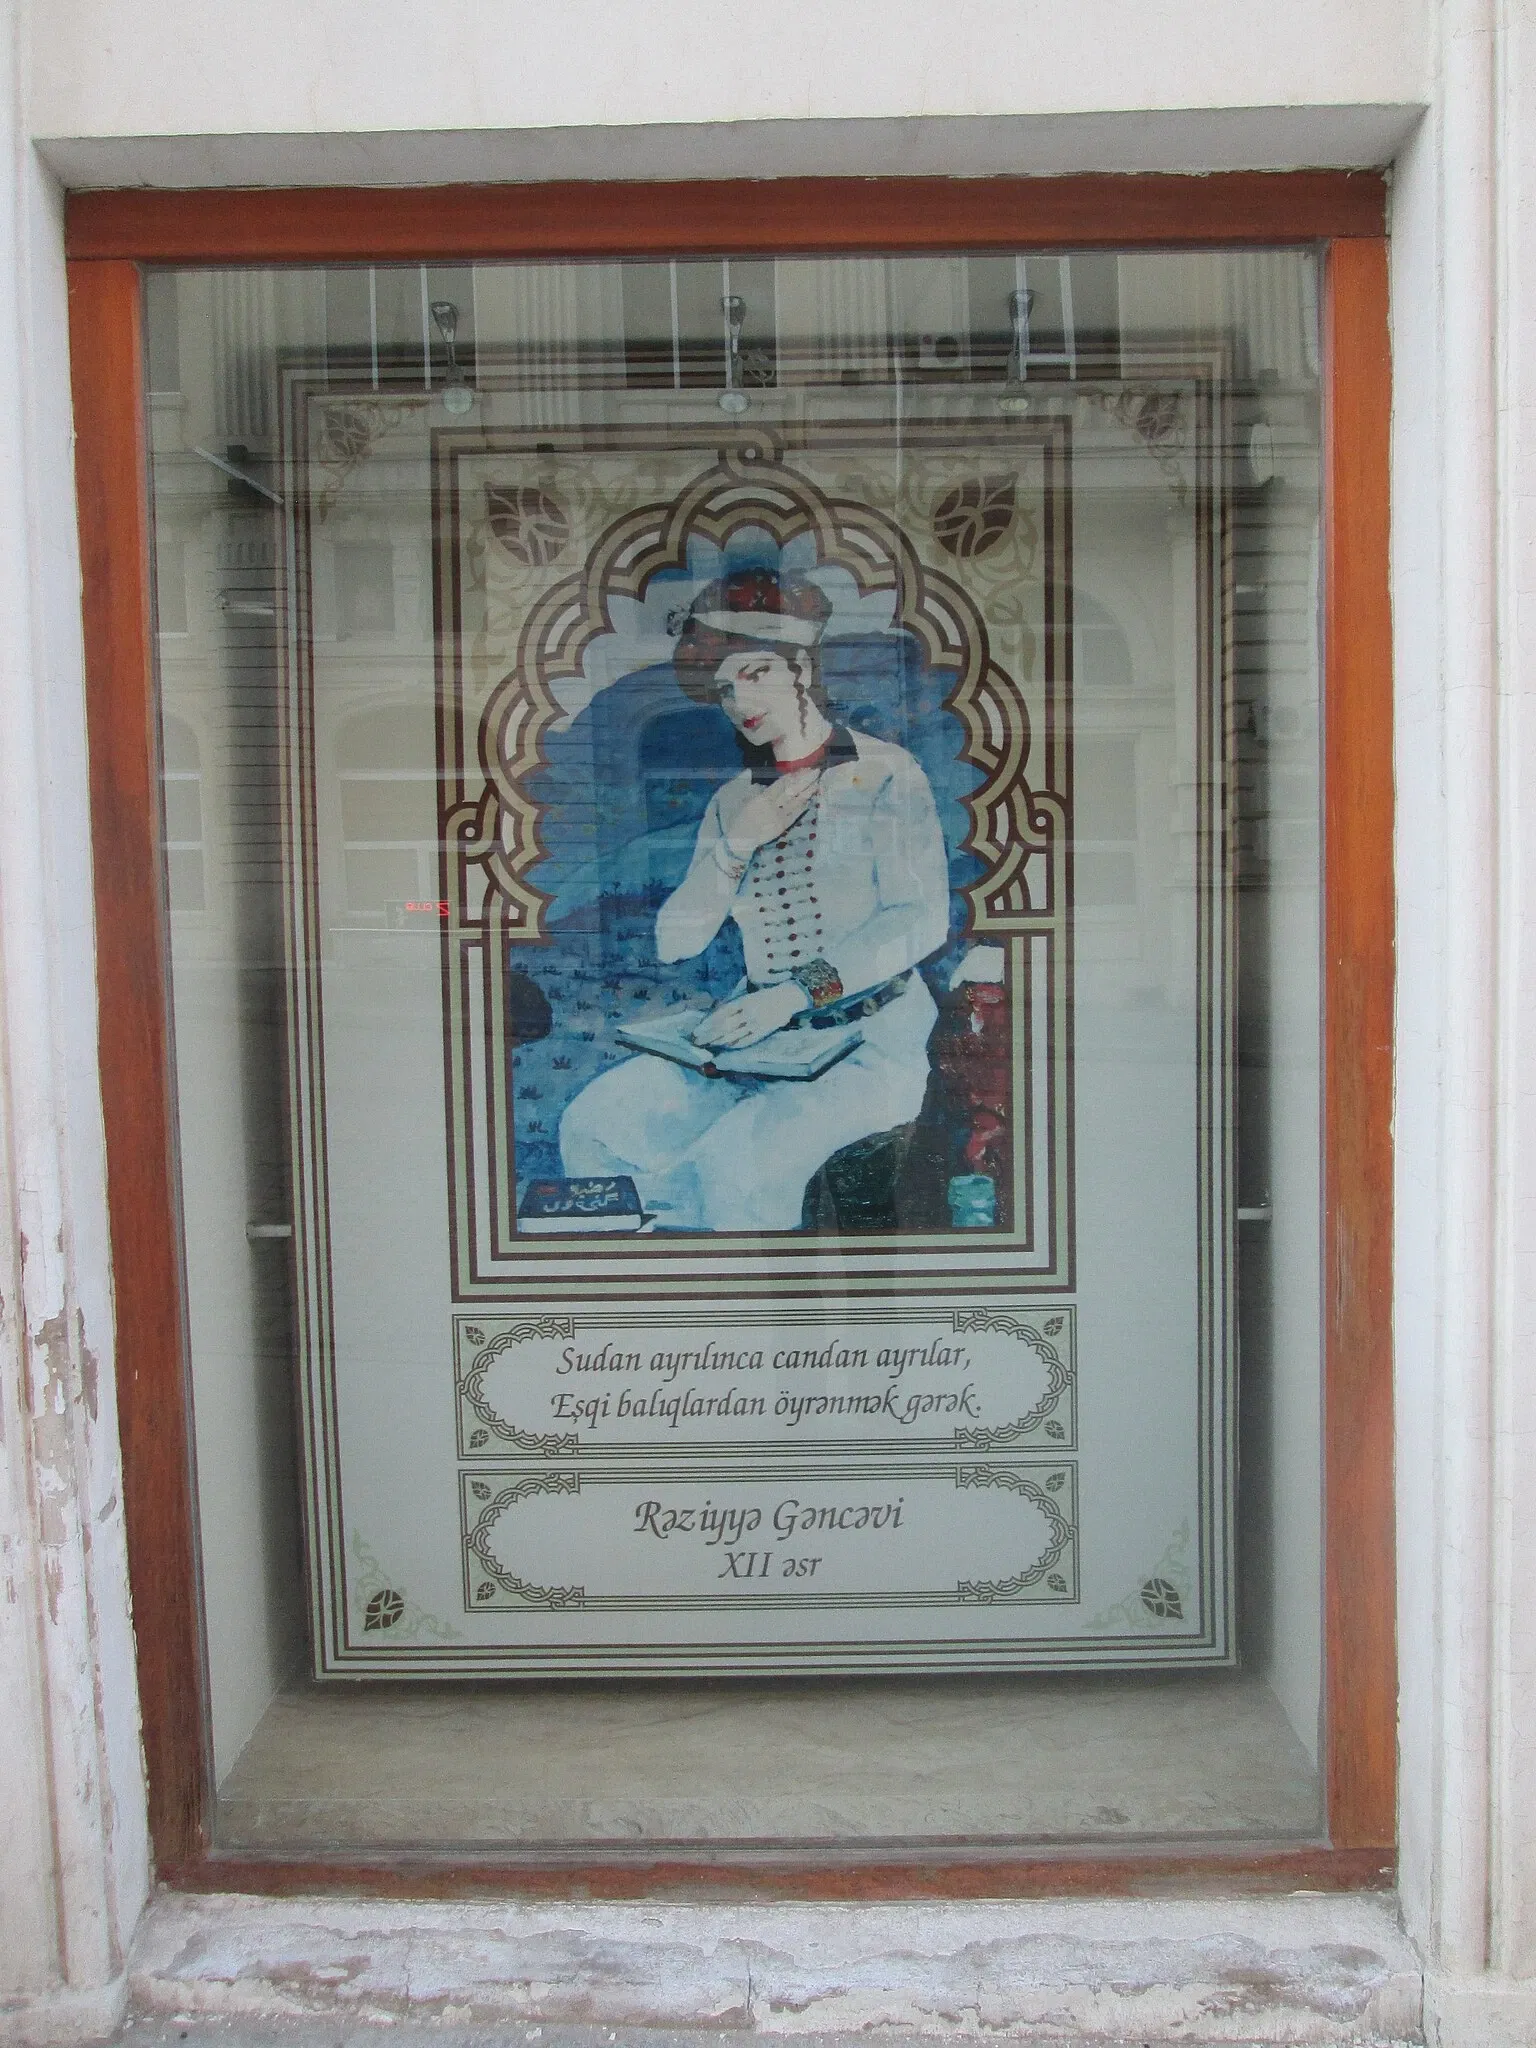 Sudan ayrılınca candan ayrılar,
Eşqi balıqlardan öyrənmək gərək.
Rəziyyə Gəncəvi
XII əsr